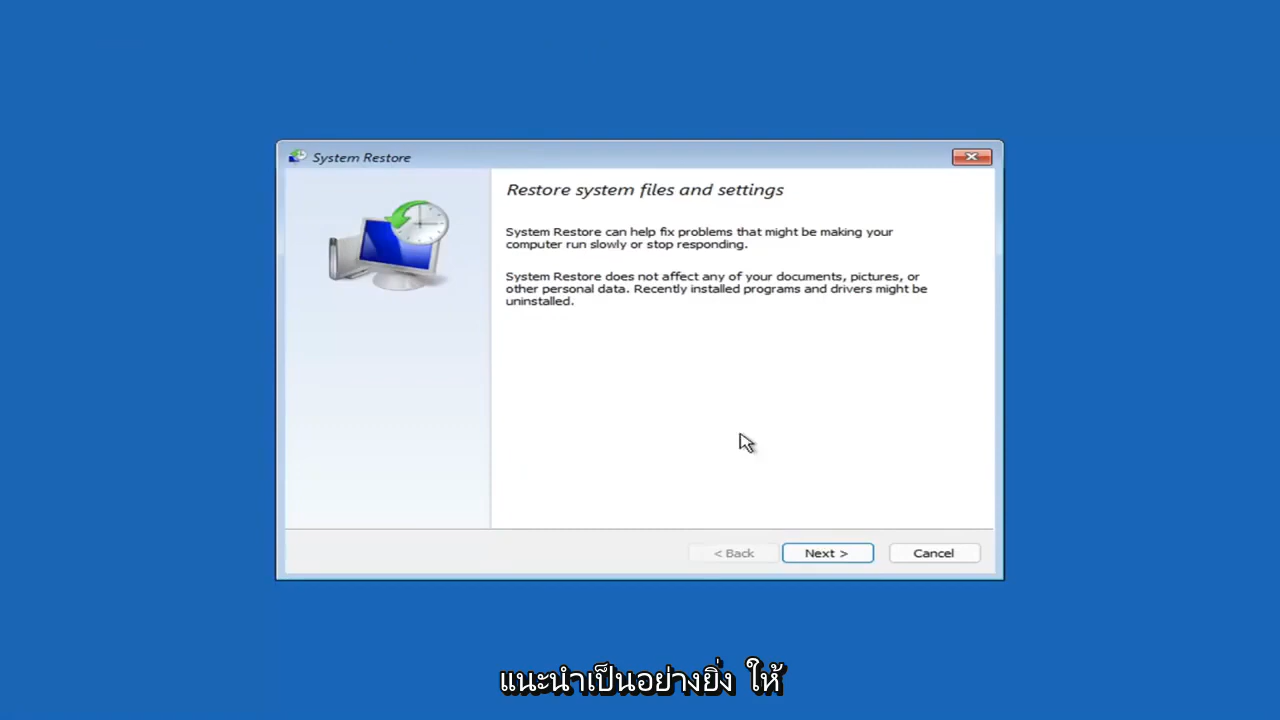 System Restore
Restore system files and settings
System Restore can help fix problems that might be making your
computer run slowly or stop responding.
System Restore does not affect any of your documents, pictures, or
other personal data. Recently installed programs and drivers might be
uninstalled.
< Back
Next >
Cancel
แนะนำเป็นอย่างยิ่ง ให้